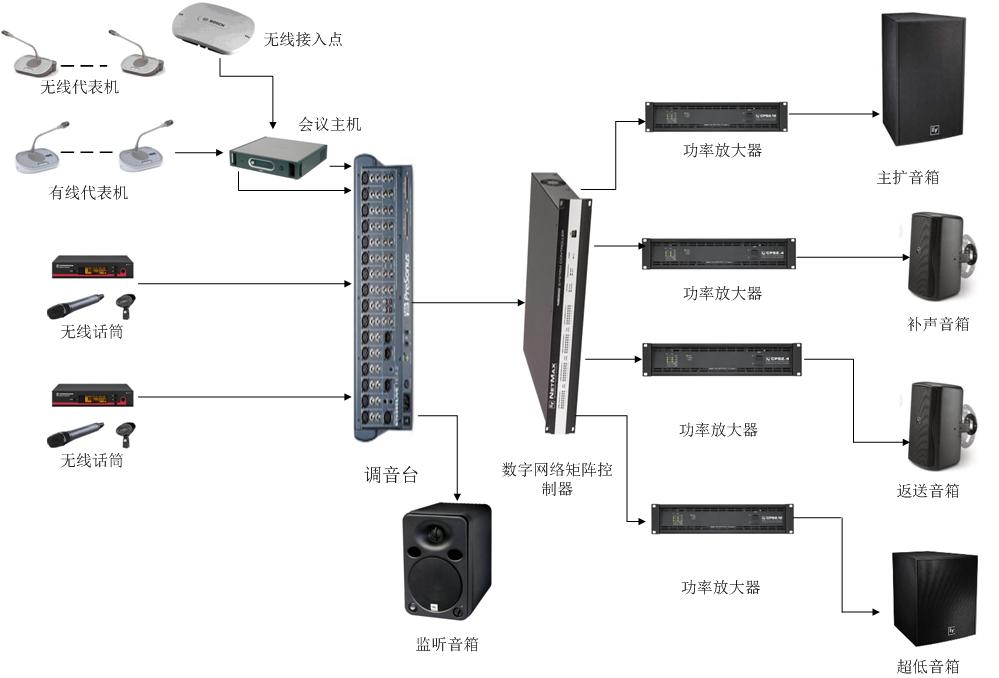 BOSCH
无线接入点
无线代表机
会议主机
有线代表机
功率放大器
主扩音箱
无线话筒
PreSonus
NETMAX
功率放大器
补声音箱
无线话筒
调音台
数字网络矩阵控
制器
功率放大器
返送音箱
监听音箱
功率放大器
超低音箱